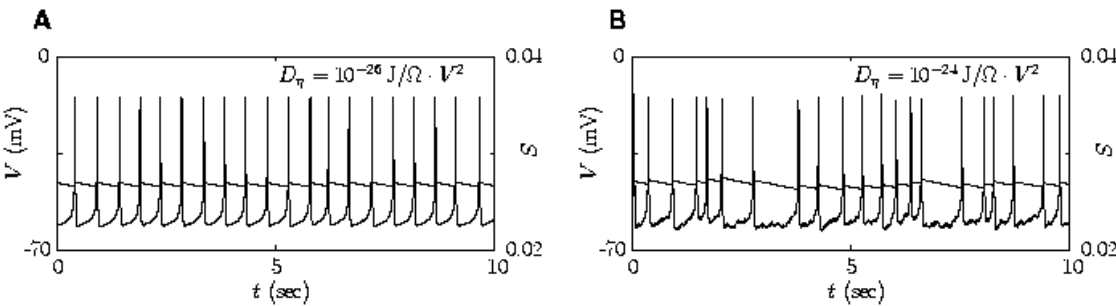 A
B
0
0.04
D_η = 10^{-26} J/Ω · V^2
V (mV)
S
-70
0.02
0
5
10
t (sec)
0
0.04
D_η = 10^{-24} J/Ω · V^2
V (mV)
S
-70
0.02
0
5
10
t (sec)